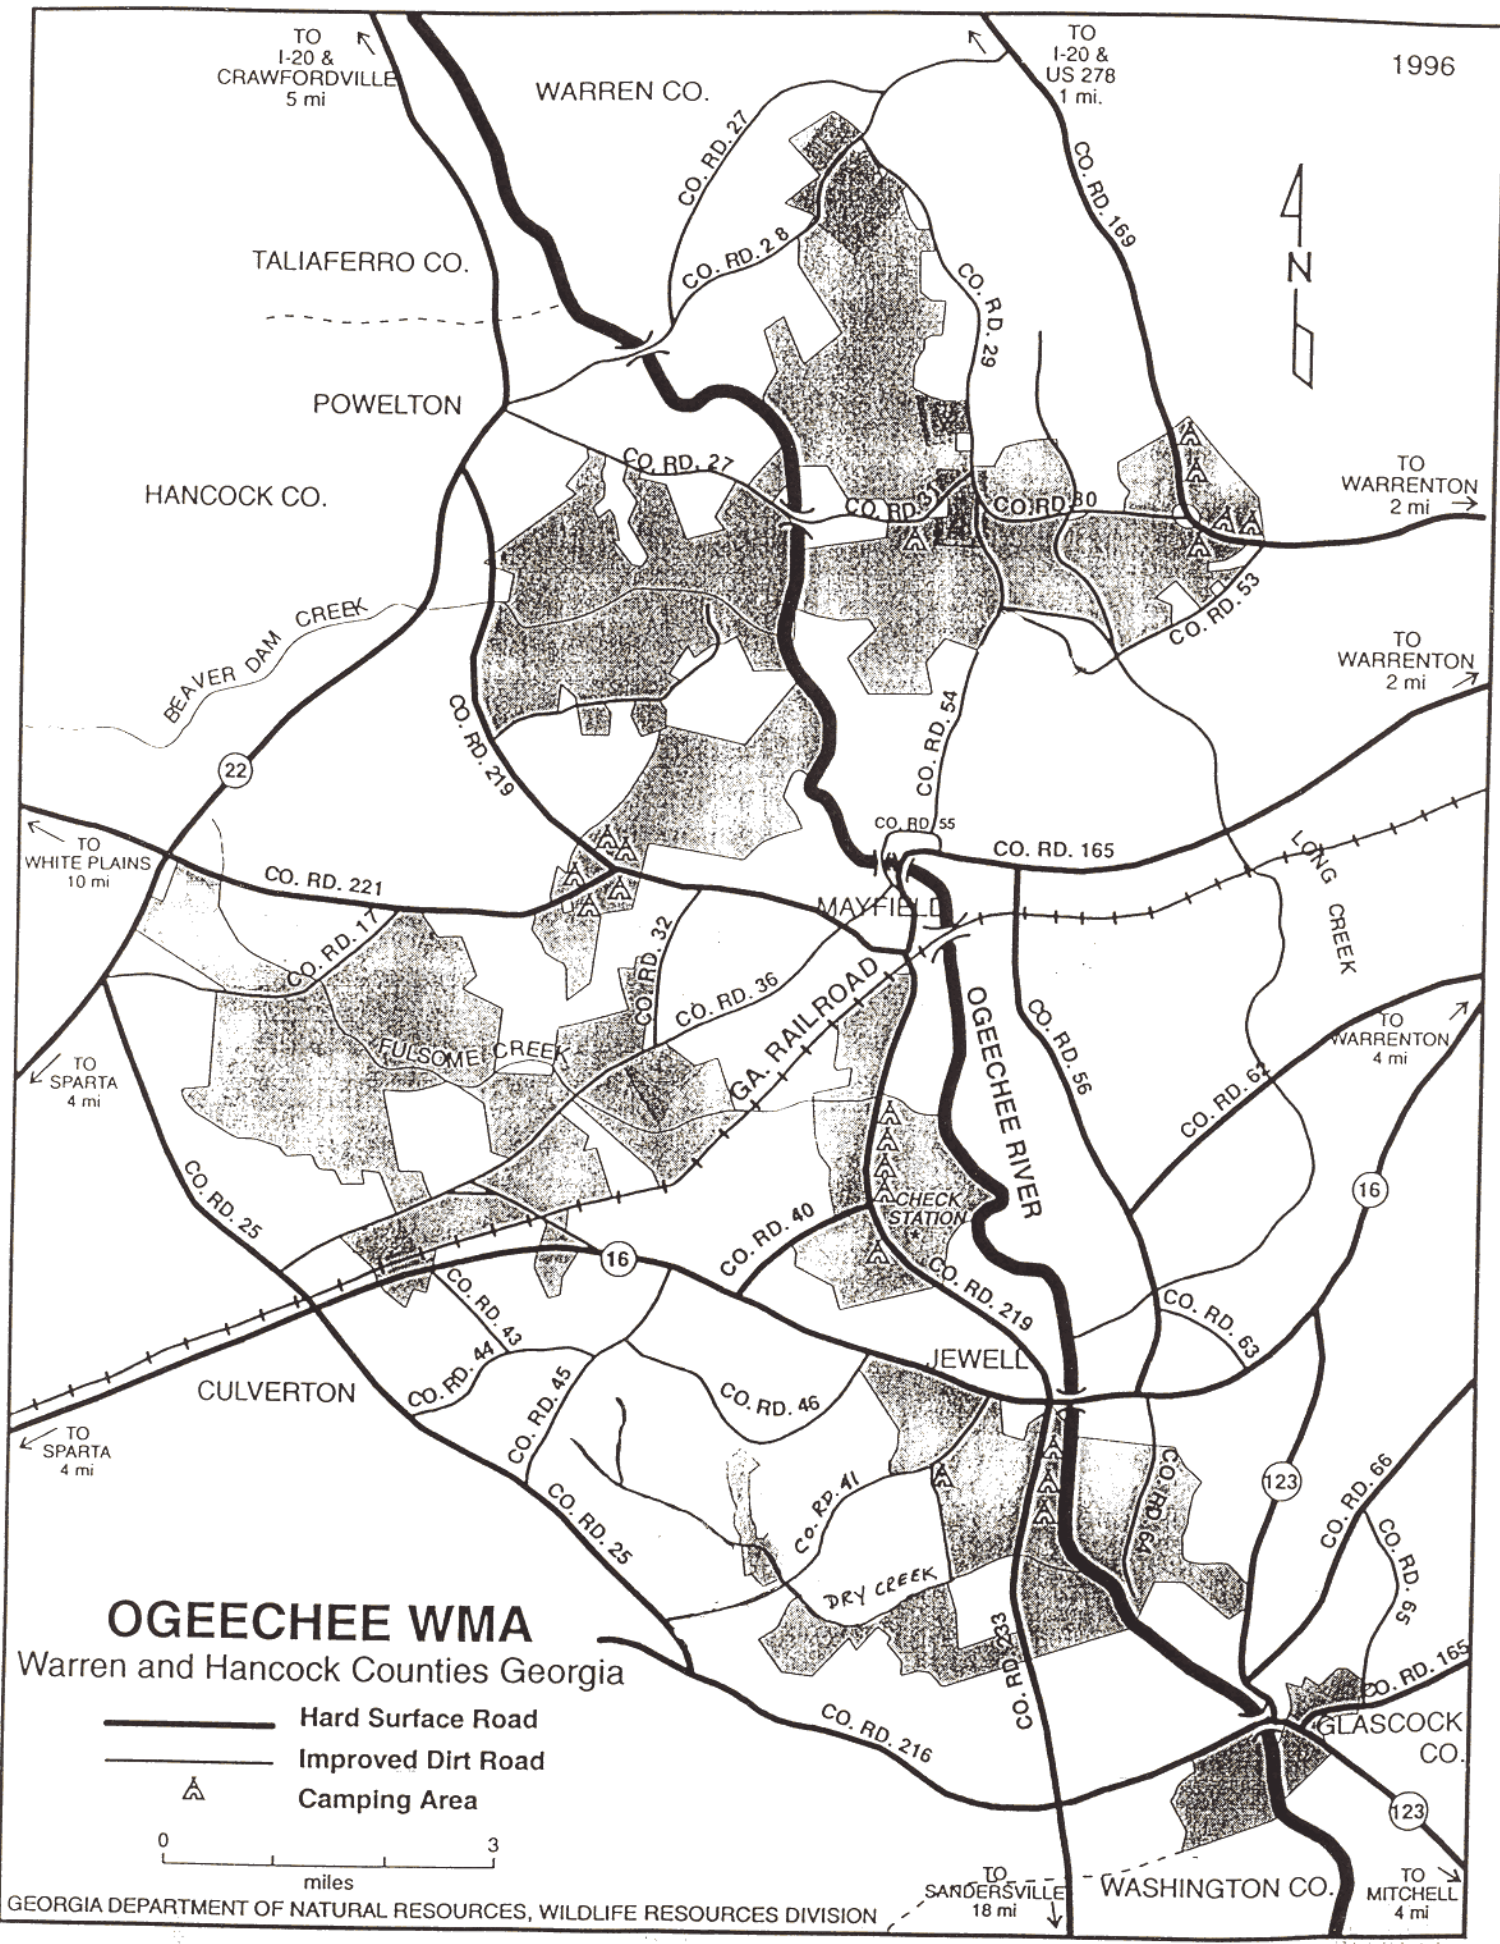 TO
I-20 &
CRAWFORDVILLE
5 mi
WARREN CO.
TO
I-20 &
US 278
1 mi.
1996
CO. RD. 27
CO. RD. 169
TALIAFERRO CO.
CO. RD. 28
CO. RD. 29
N
POWELTON
CO. RD. 27
HANCOCK CO.
CO. RD. 31
CO. RD. 30
TO
WARRENTON
2 mi
BEAVER DAM CREEK
CO. RD. 53
TO
WARRENTON
2 mi
CO. RD. 219
CO. RD. 54
22
CO. RD. 55
TO
WHITE PLAINS
10 mi
CO. RD. 221
CO. RD. 165
LONG CREEK
MAYFIELD
CO. RD. 17
CO. RD. 32
CO. RD. 36
GA. RAILROAD
OGEECHEE RIVER
CO. RD. 56
TO
WARRENTON
4 mi
FULSOME CREEK
TO
SPARTA
4 mi
CO. RD. 62
CO. RD. 25
CHECK
STATION
16
CO. RD. 40
16
CO. RD. 43
CO. RD. 219
CO. RD. 63
JEWELL
CULVERTON
CO. RD. 44
CO. RD. 45
CO. RD. 46
TO
SPARTA
4 mi
CO. RD. 41
CO. RD. 64
123
CO. RD. 66
CO. RD. 25
CO. RD. 65
DRY CREEK
OGEECHEE WMA
Warren and Hancock Counties Georgia
CO. RD. 233
CO. RD. 165
Hard Surface Road
CO. RD. 216
GLASCOCK
CO.
Improved Dirt Road
Camping Area
123
0 3
miles
TO
SANDERSVILLE
18 mi
WASHINGTON CO.
TO
MITCHELL
4 mi
GEORGIA DEPARTMENT OF NATURAL RESOURCES, WILDLIFE RESOURCES DIVISION